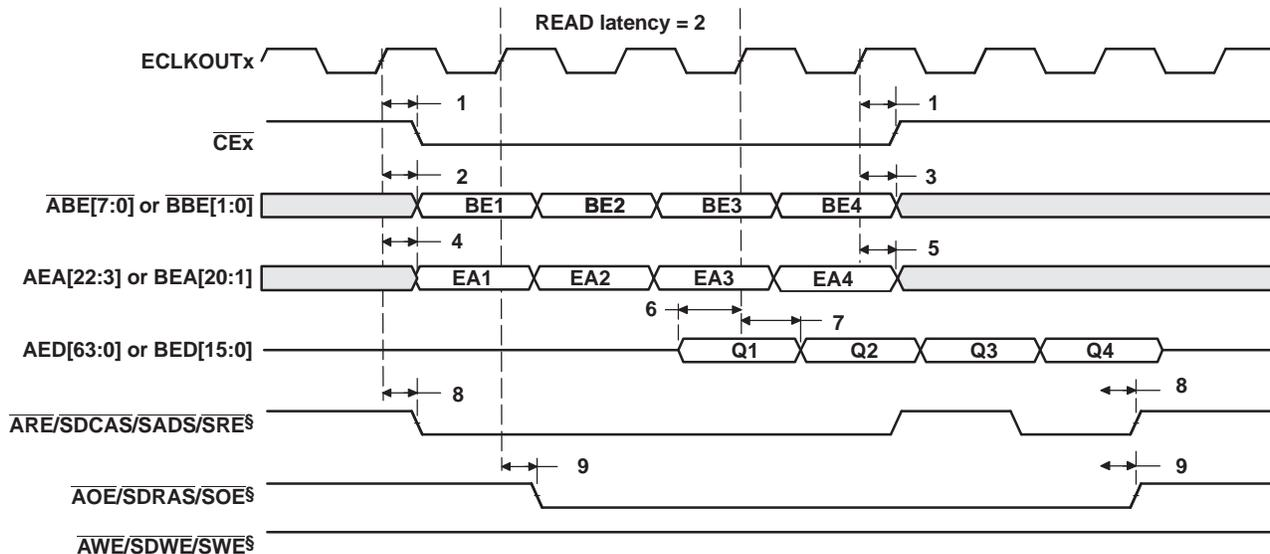 READ latency = 2
ECLKOUTx
1
1
CEx
2
3
ABE[7:0] or BBE[1:0]
BE1
BE2
BE3
BE4
4
5
AEA[22:3] or BEA[20:1]
EA1
EA2
EA3
EA4
6
7
AED[63:0] or BED[15:0]
Q1
Q2
Q3
Q4
8
8
ARE/SDCAS/SADS/SRE§
9
9
AOE/SDRAS/SOE§
AWE/SDWE/SWE§